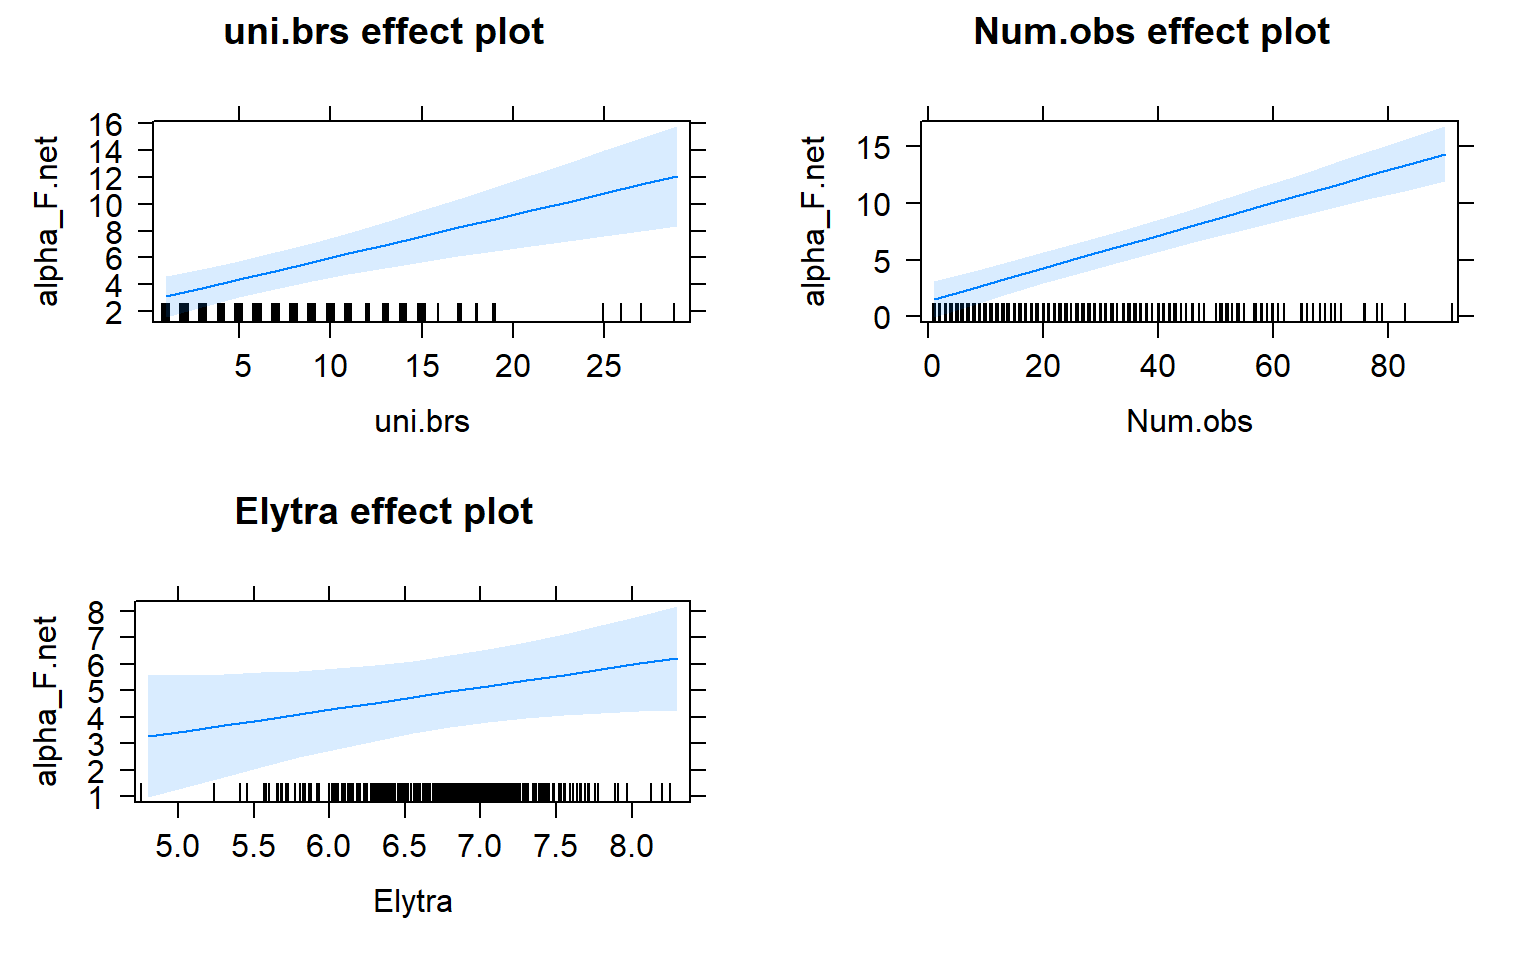 uni.brs effect plot
alpha_F.net
16
14
12
10
8
6
4
2
5 10 15 20 25
uni.brs
Num.obs effect plot
alpha_F.net
15
10
5
0
0 20 40 60 80
Num.obs
Elytra effect plot
alpha_F.net
8
7
6
5
4
3
2
1
5.0 5.5 6.0 6.5 7.0 7.5 8.0
Elytra